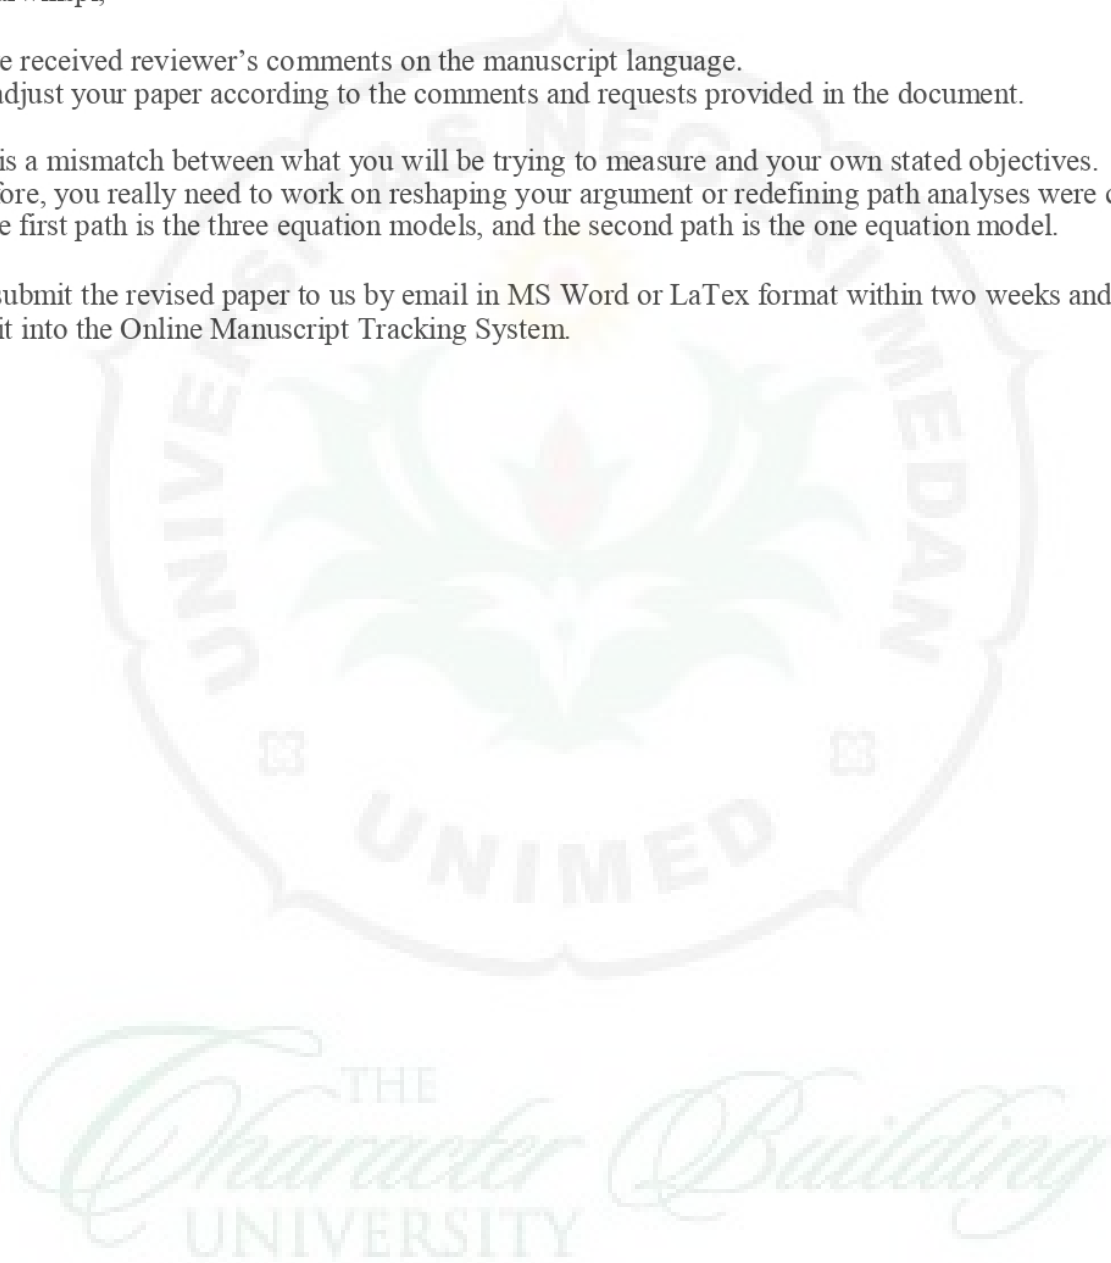 e received reviewer’s comments on the manuscript language.
adjust your paper according to the comments and requests provided in the document.
is a mismatch between what you will be trying to measure and your own stated objectives.
fore, you really need to work on reshaping your argument or redefining path analyses were
e first path is the three equation models, and the second path is the one equation model.
submit the revised paper to us by email in MS Word or LaTex format within two weeks and
it into the Online Manuscript Tracking System.
UNIVERSITAS NEGERI MEDAN
UNIMED
THE
Character Building
UNIVERSITY